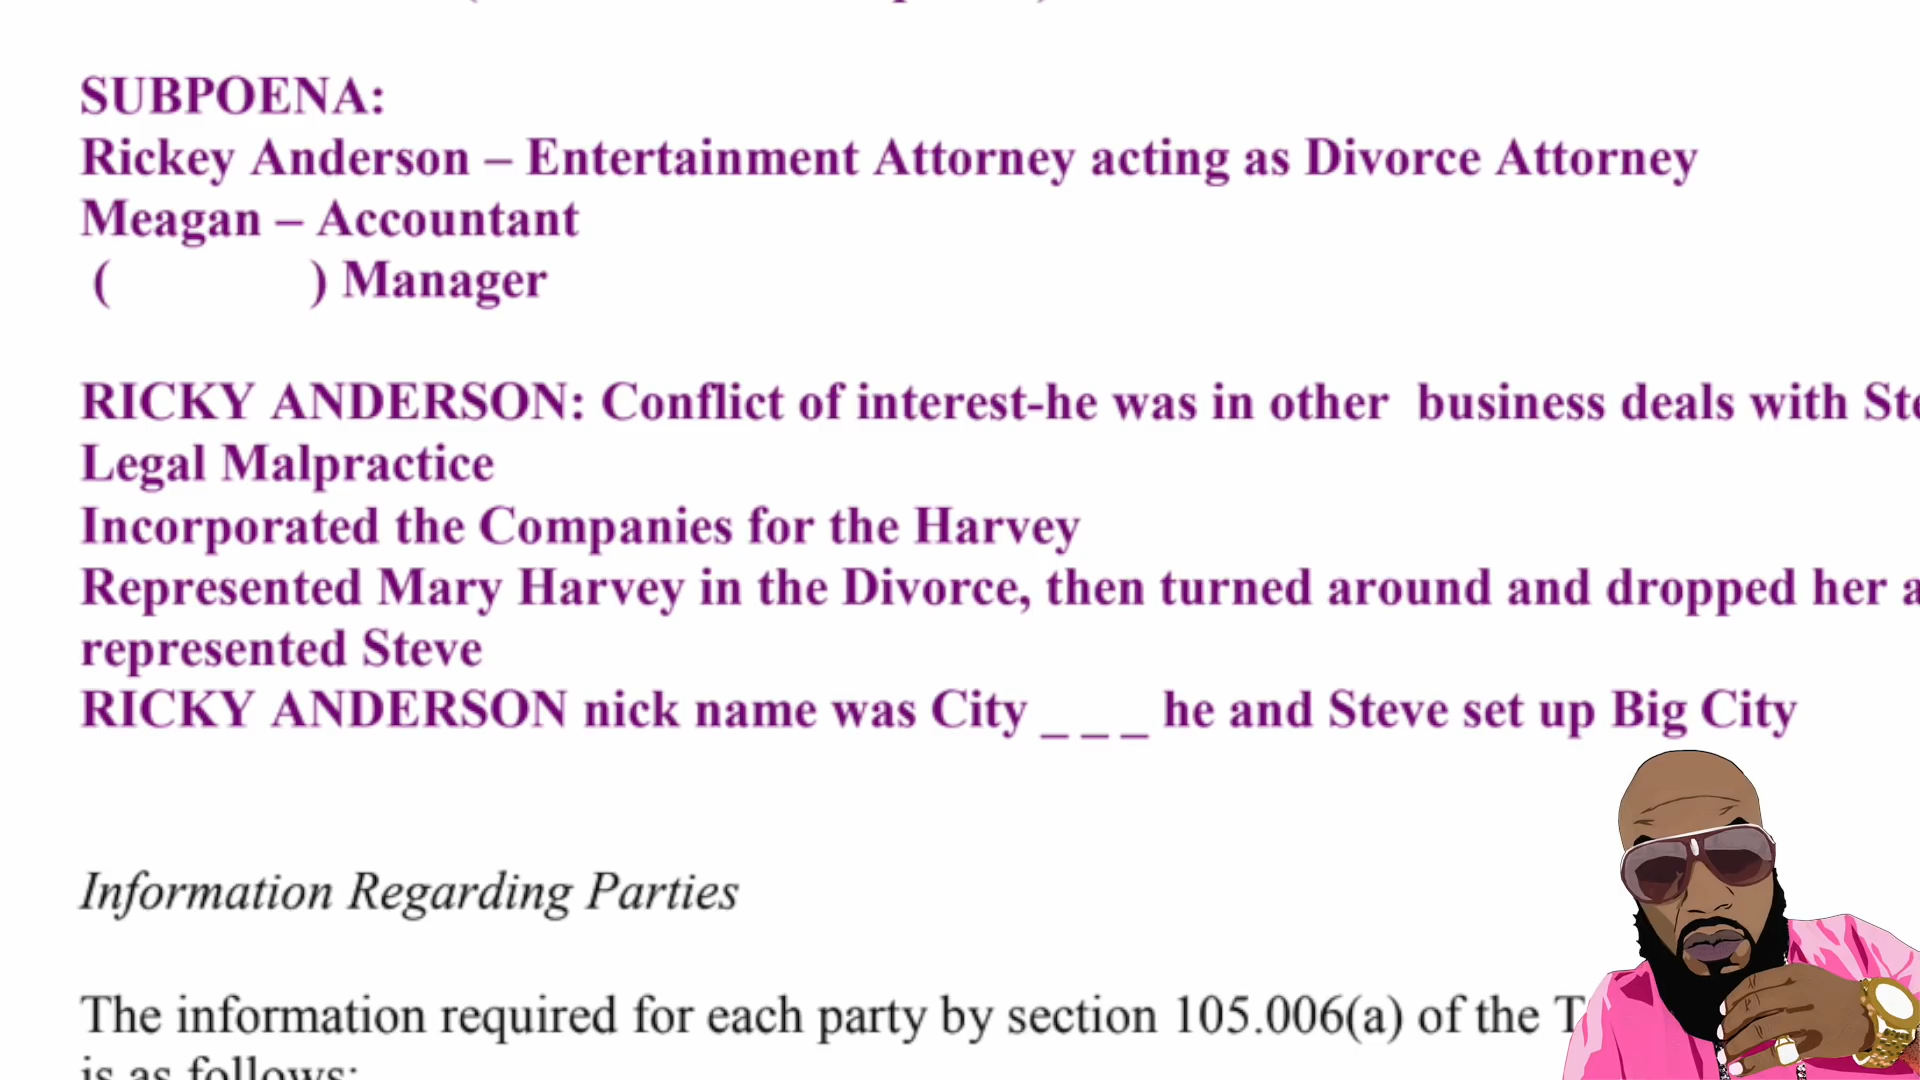 SUBPOENA:
Rickey Anderson – Entertainment Attorney acting as Divorce Attorney
Meagan – Accountant
( ) Manager
RICKY ANDERSON: Conflict of interest-he was in other business deals with
Legal Malpractice
Incorporated the Companies for the Harvey
Represented Mary Harvey in the Divorce, then turned around and dropped her
represented Steve
RICKY ANDERSON nick name was City _ _ _ he and Steve set up Big City
Information Regarding Parties
The information required for each party by section 105.006(a) of the
is as follows: